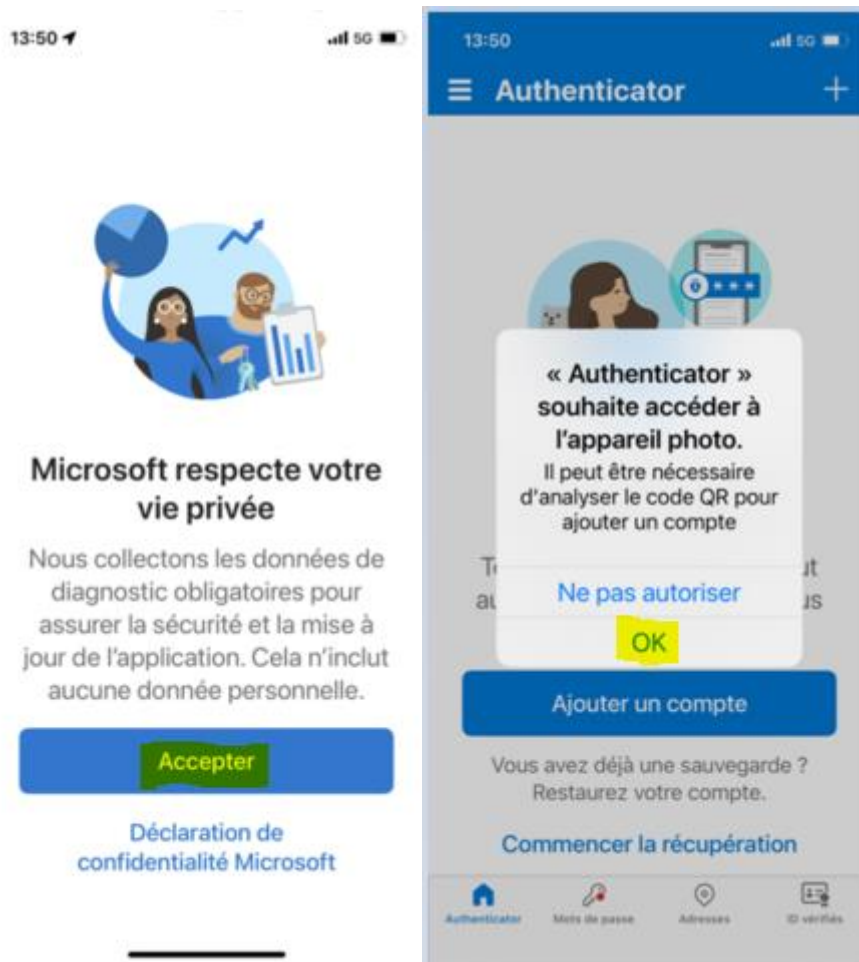 13:50
5G
Microsoft respecte votre
vie privée
Nous collectons les données de
diagnostic obligatoires pour
assurer la sécurité et la mise à
jour de l'application. Cela n'inclut
aucune donnée personnelle.
Accepter
Déclaration de
confidentialité Microsoft
13:50
5G
Authenticator
« Authenticator »
souhaite accéder à
l'appareil photo.
Il peut être nécessaire
d'analyser le code QR pour
ajouter un compte
Ne pas autoriser
OK
Ajouter un compte
Vous avez déjà une sauvegarde ?
Restaurez votre compte.
Commencer la récupération
Authenticator
Mots de passe
Adresses
ID vérifiés